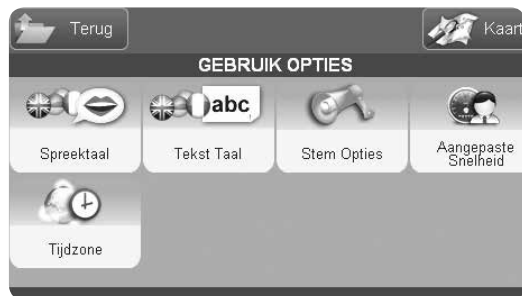 Terug
Kaart
GEBRUIK OPTIES
abc
Spreektaal
Tekst Taal
Stem Opties
Aangepaste
Snelheid
Tijdzone